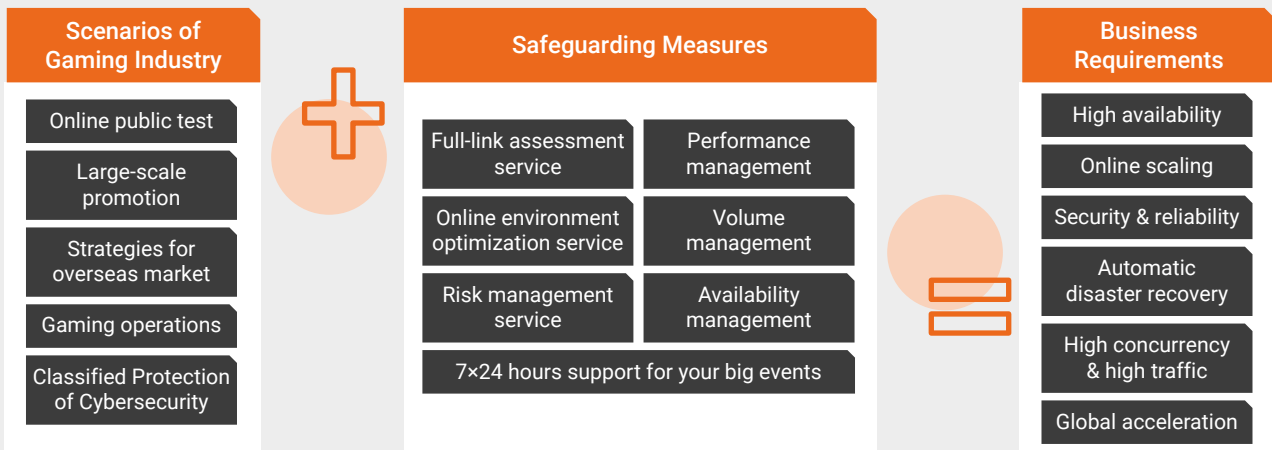 Scenarios of
Gaming Industry
Online public test
Large-scale
promotion
Strategies for
overseas market
Gaming operations
Classified Protection
of Cybersecurity
Safeguarding Measures
Full-link assessment
service
Performance
management
Online environment
optimization service
Volume
management
Risk management
service
Availability
management
7×24 hours support for your big events
Business
Requirements
High availability
Online scaling
Security & reliability
Automatic
disaster recovery
High concurrency
& high traffic
Global acceleration